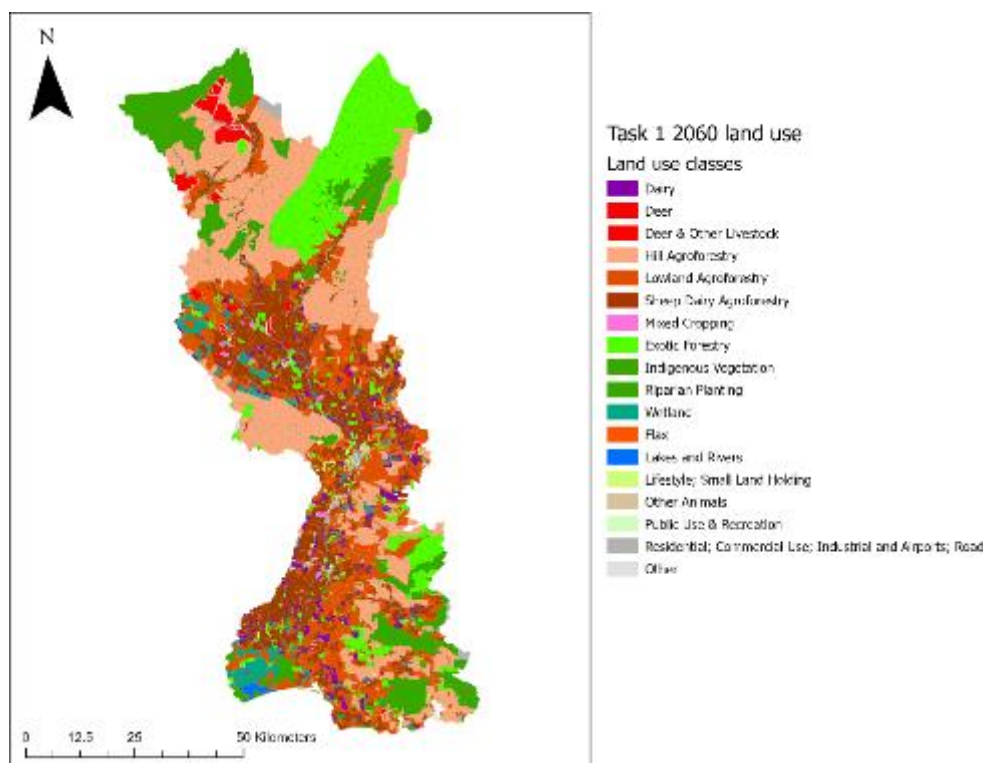 N
Task 1 2060 land use
Land use classes
Dairy
Deer
Deer & Other Livestock
Hill Agroforestry
Lowland Agroforestry
Sheep Dairy Agroforestry
Mixed Cropping
Exotic Forestry
Indigenous Vegetation
Riparian Planting
Wetland
Flax
Lakes and Rivers
Lifestyle; Small Land Holding
Other Animals
Public Use & Recreation
Residential; Commercial Use; Industrial and Airports; Road
Other
0 12.5 25 50 Kilometers